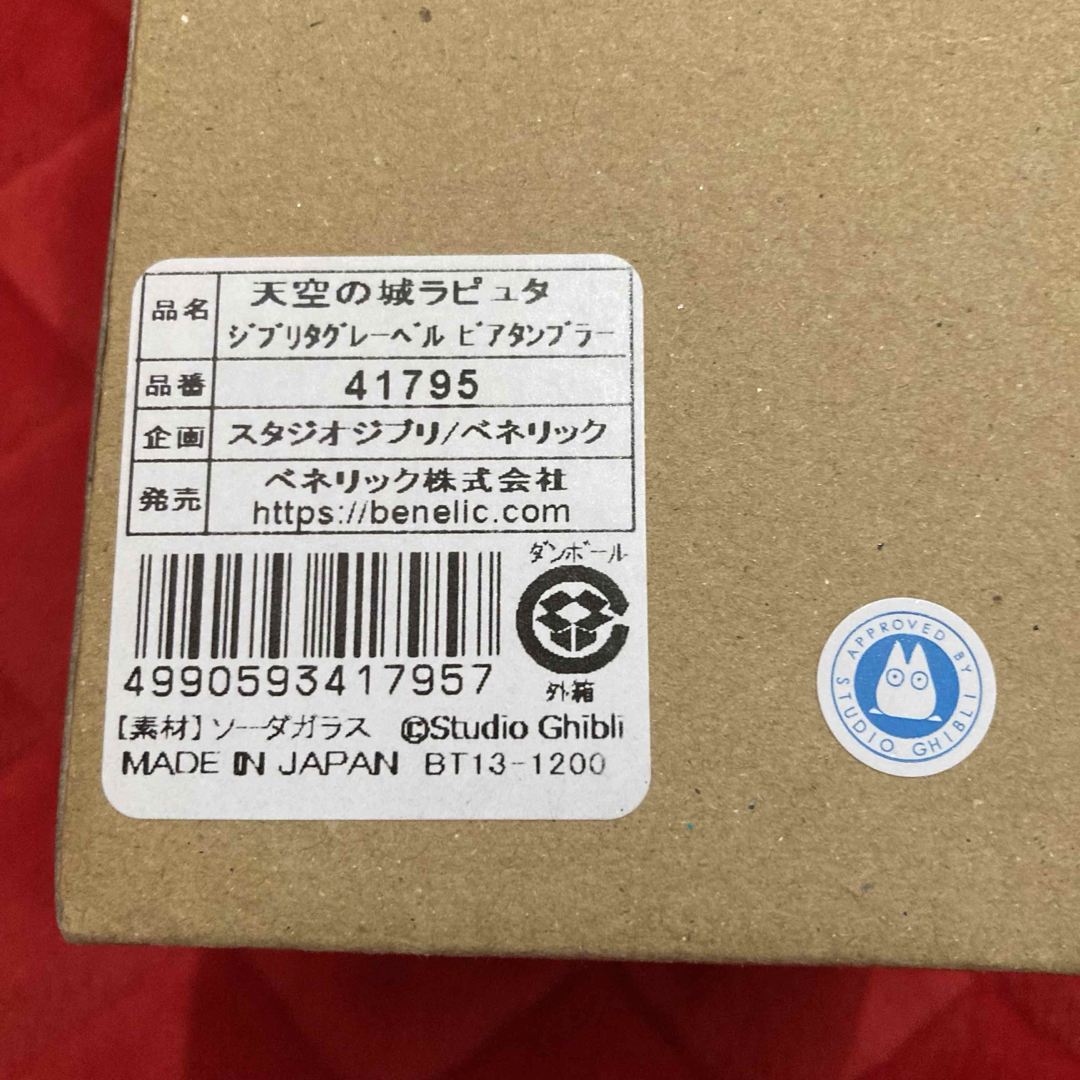 品名 天空の城ラピュタ
ジブリタグレーベル ビアタンブラー
品番 41795
企画 スタジオジブリ/ベネリック
発売 ベネリック株式会社
https://benelic.com
ダンボール
外箱
4990593417957
【素材】ソーダガラス ©Studio Ghibli
MADE IN JAPAN BT13-1200
APPROVED BY
STUDIO GHIBLI